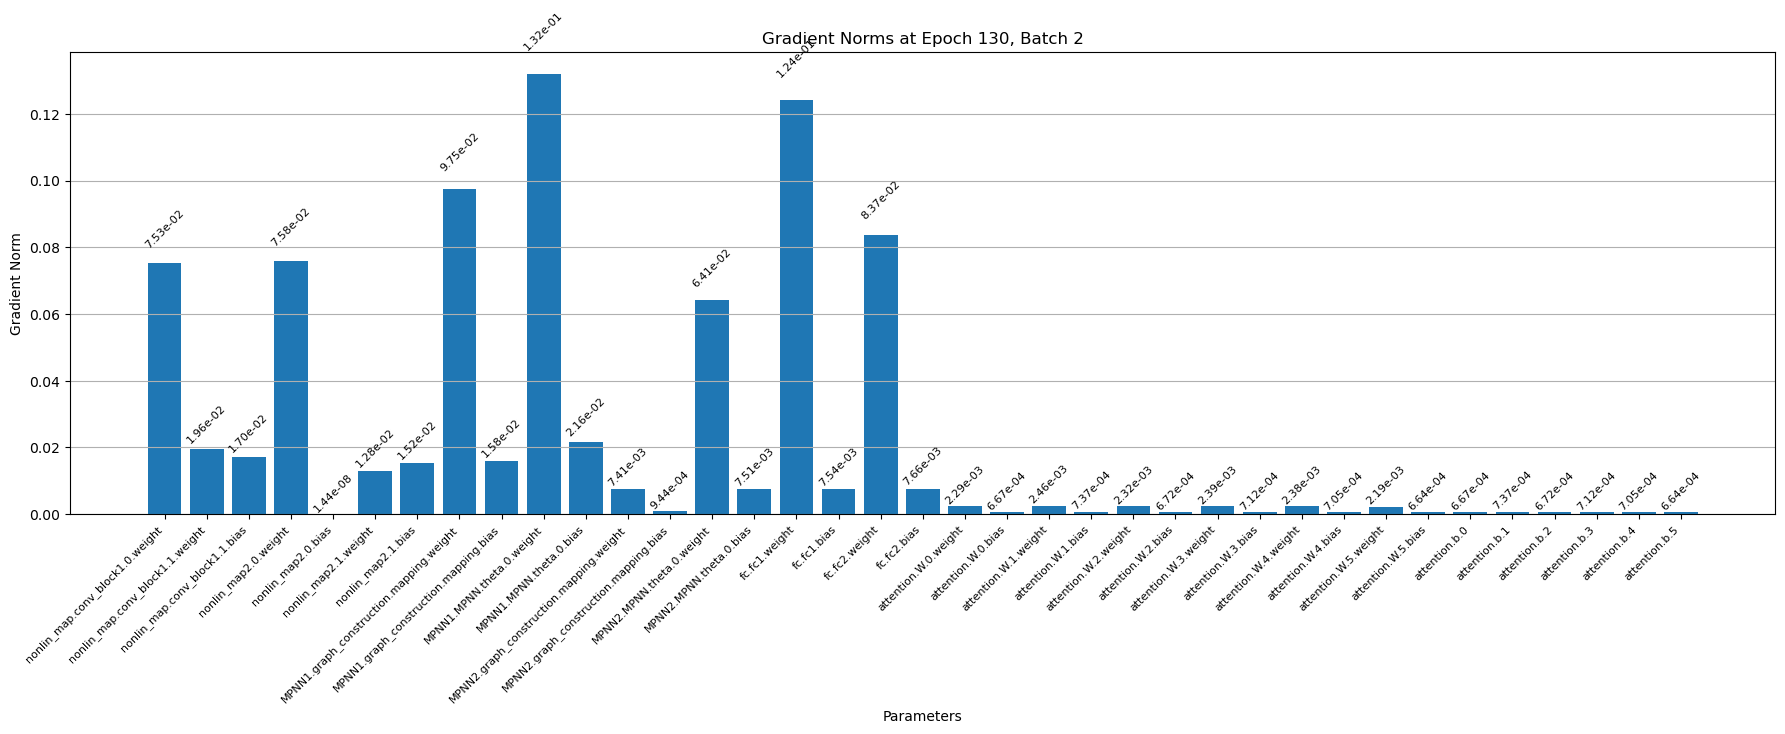 Gradient Norms at Epoch 130, Batch 2
Gradient Norm
0.12
0.10
0.08
0.06
0.04
0.02
0.00
7.53e-02
1.96e-02
1.70e-02
7.58e-02
1.44e-08
1.28e-02
1.52e-02
9.75e-02
1.58e-02
1.32e-01
2.16e-02
7.41e-03
9.44e-04
6.41e-02
7.51e-03
1.24e-01
7.54e-03
8.37e-02
7.66e-03
2.29e-03
6.67e-04
2.46e-03
7.37e-04
2.32e-03
6.72e-04
2.39e-03
7.12e-04
2.38e-03
7.05e-04
2.19e-03
6.64e-04
6.67e-04
7.37e-04
6.72e-04
7.12e-04
7.05e-04
6.64e-04
nonlin_map.conv_block1.0.weight
nonlin_map.conv_block1.1.weight
nonlin_map.conv_block1.1.bias
nonlin_map2.0.weight
nonlin_map2.0.bias
nonlin_map2.1.weight
nonlin_map2.1.bias
MPNN1.graph_construction.mapping.weight
MPNN1.graph_construction.mapping.bias
MPNN1.MPNN.theta.0.weight
MPNN1.MPNN.theta.0.bias
MPNN2.graph_construction.mapping.weight
MPNN2.graph_construction.mapping.bias
MPNN2.MPNN.theta.0.weight
MPNN2.MPNN.theta.0.bias
fc.fc1.weight
fc.fc1.bias
fc.fc2.weight
fc.fc2.bias
attention.W.0.weight
attention.W.0.bias
attention.W.1.weight
attention.W.1.bias
attention.W.2.weight
attention.W.2.bias
attention.W.3.weight
attention.W.3.bias
attention.W.4.weight
attention.W.4.bias
attention.W.5.weight
attention.W.5.bias
attention.b.0
attention.b.1
attention.b.2
attention.b.3
attention.b.4
attention.b.5
Parameters